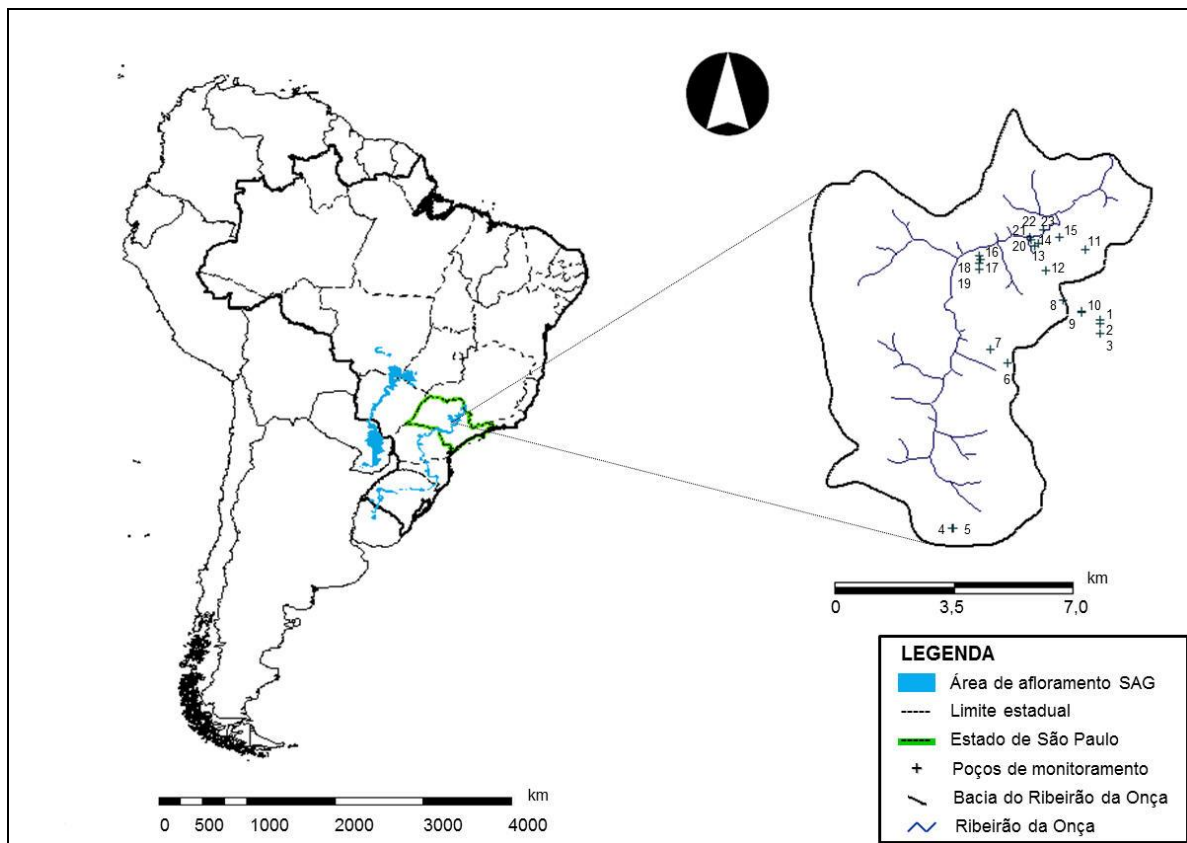 22 23
21 15
20 14 11
13
16
18 17 12
19
8 10
9 1
2
3
7
6
4 5
km
0 3,5 7,0
km
0 500 1000 2000 3000 4000
LEGENDA
Área de afloramento SAG
Limite estadual
Estado de São Paulo
Poços de monitoramento
Bacia do Ribeirão da Onça
Ribeirão da Onça